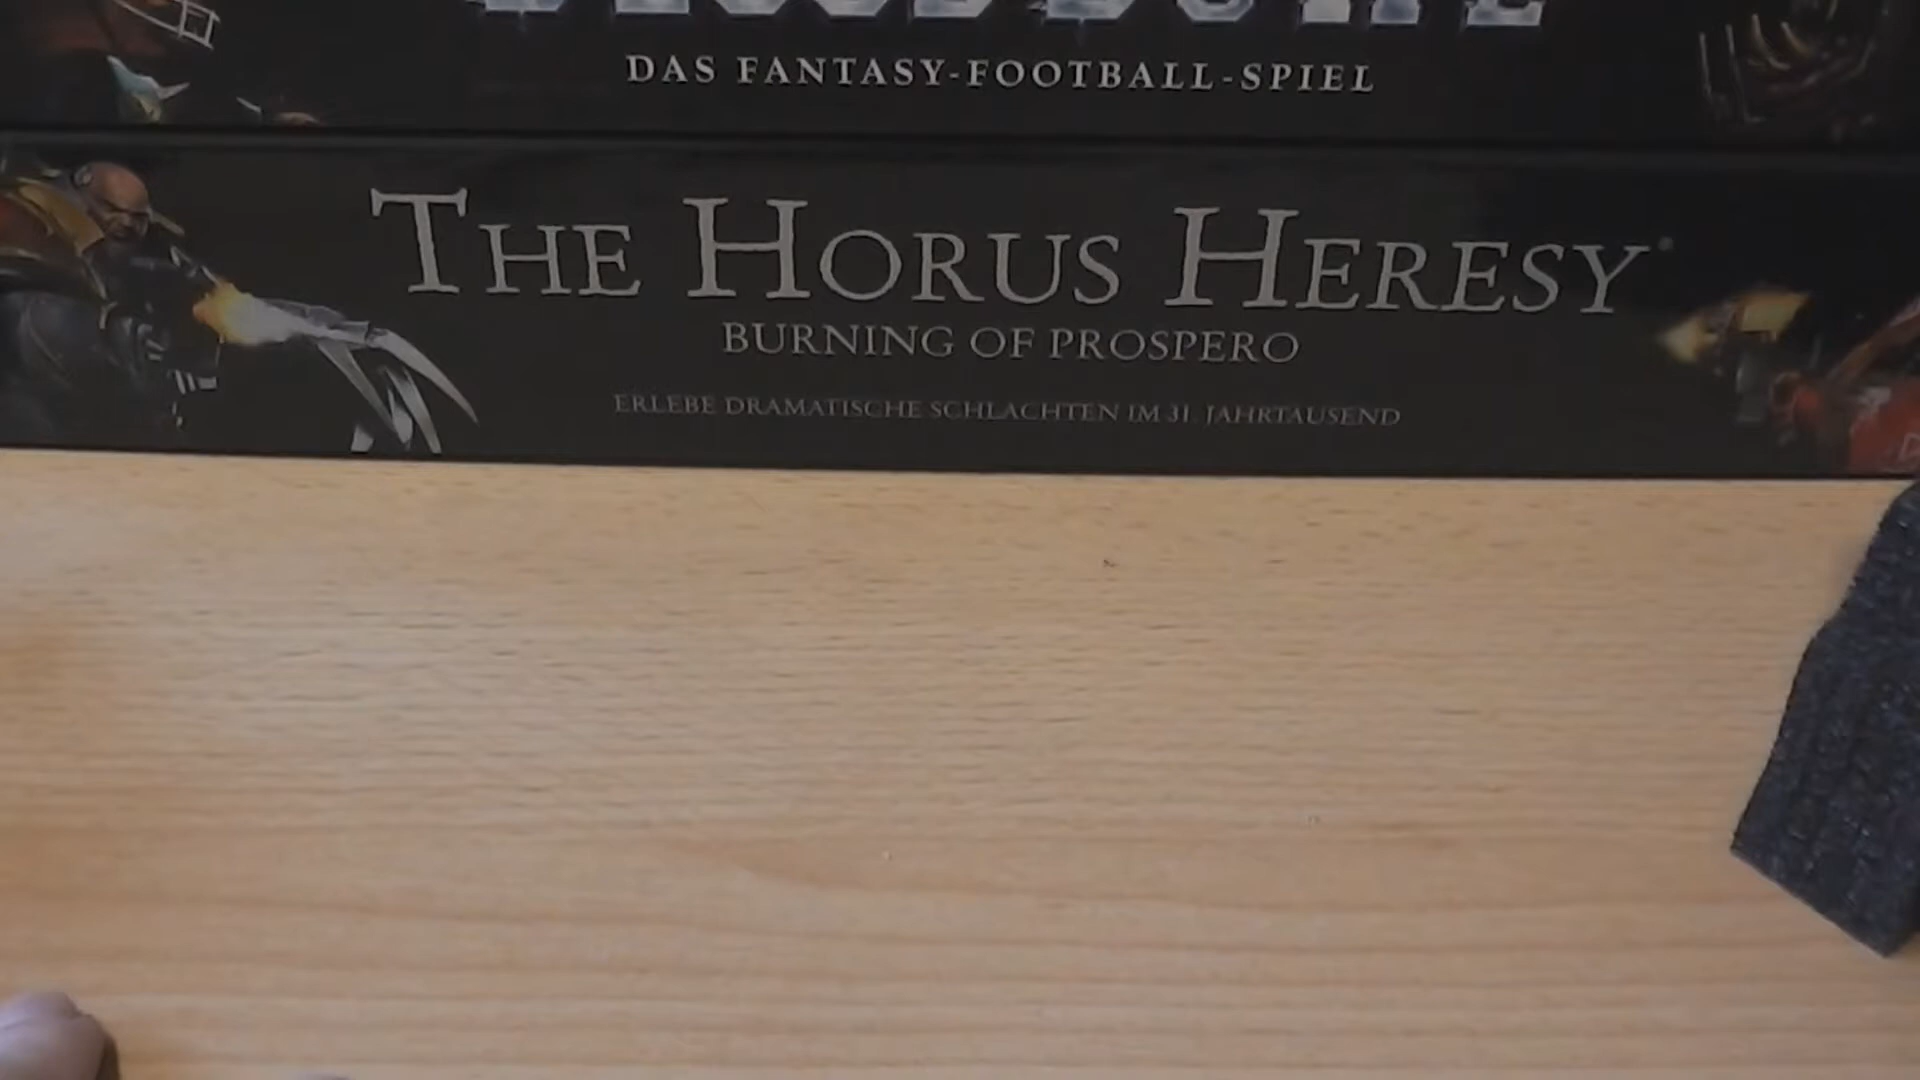 DAS FANTASY-FOOTBALL-SPIEL
THE HORUS HERESY
BURNING OF PROSPERO
ERLEBE DRAMATISCHE SCHLACHTEN IM 31. JAHRTAUSEND